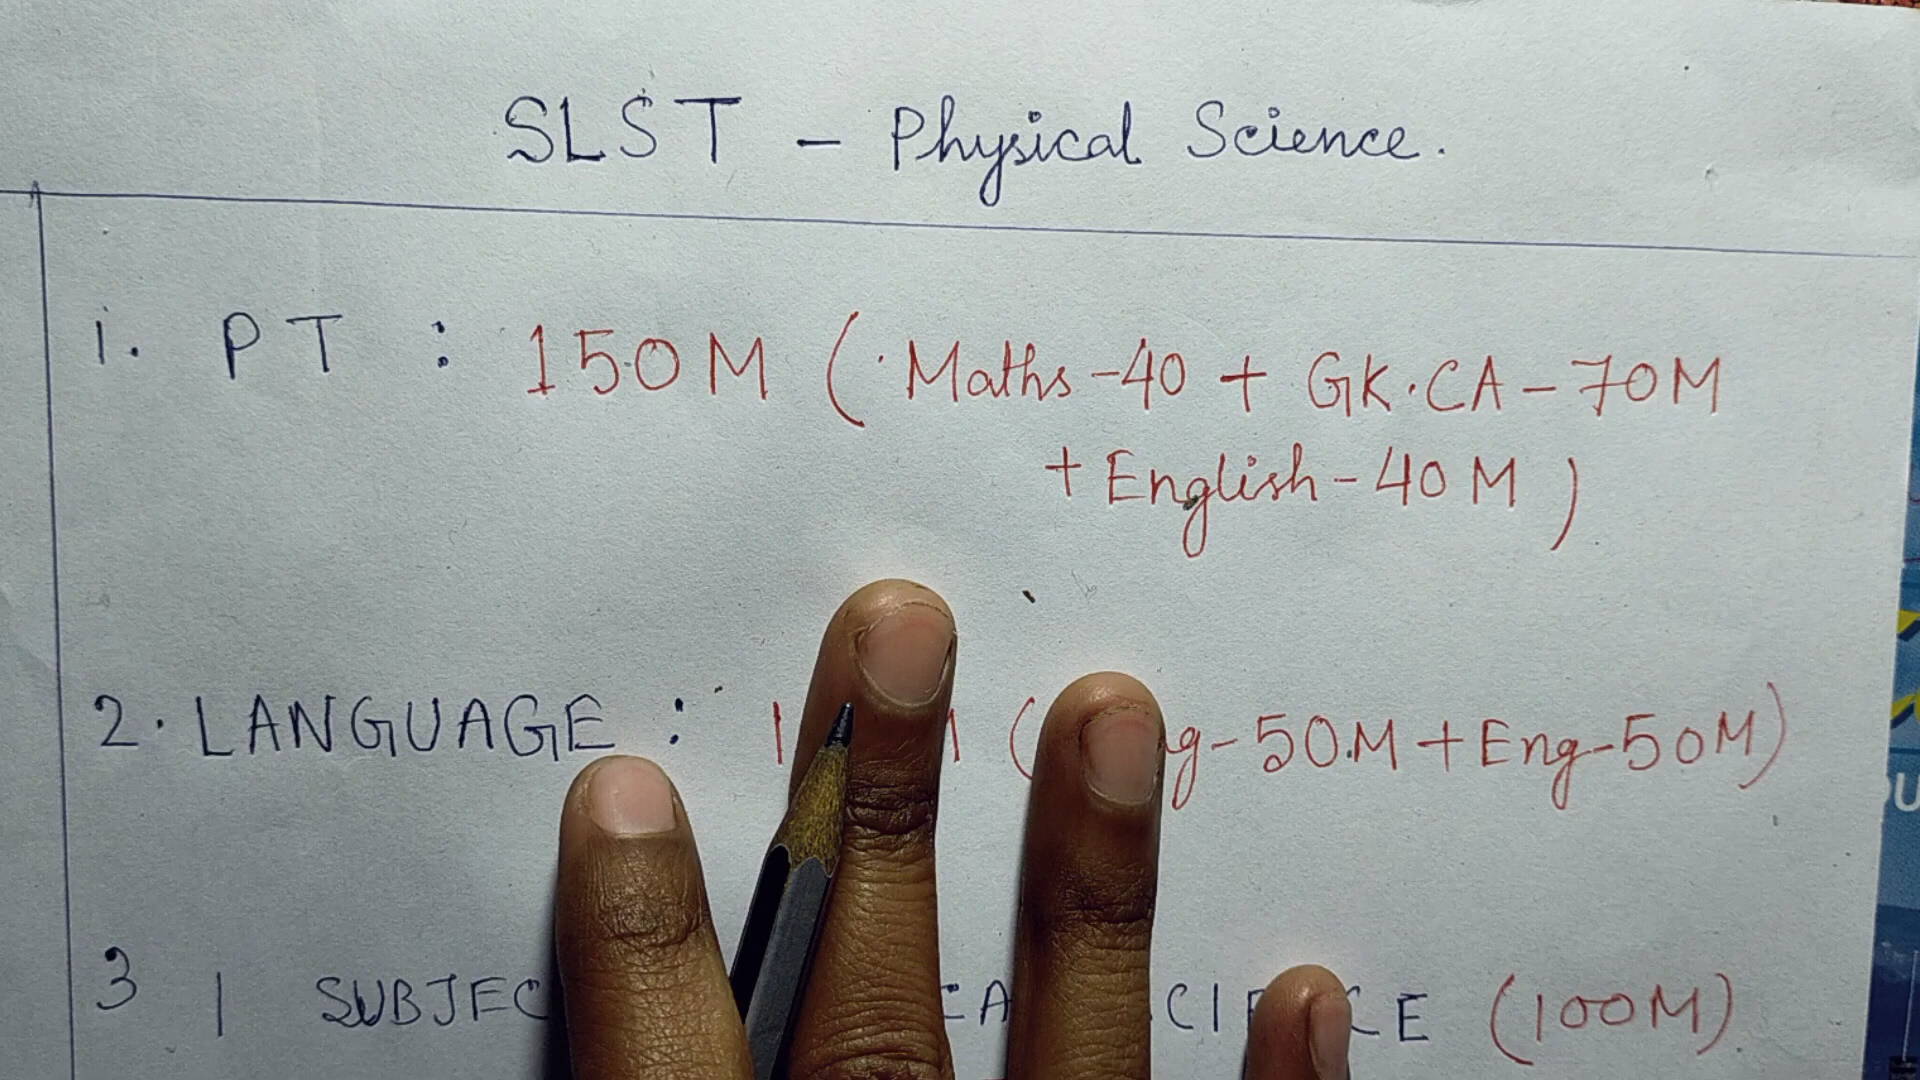 SLST - Physical Science.
1. PT : 150M (Maths-40 + GK.CA-70M
+ English-40M)
2. LANGUAGE : -50M+Eng-50M)
3 | (100M)